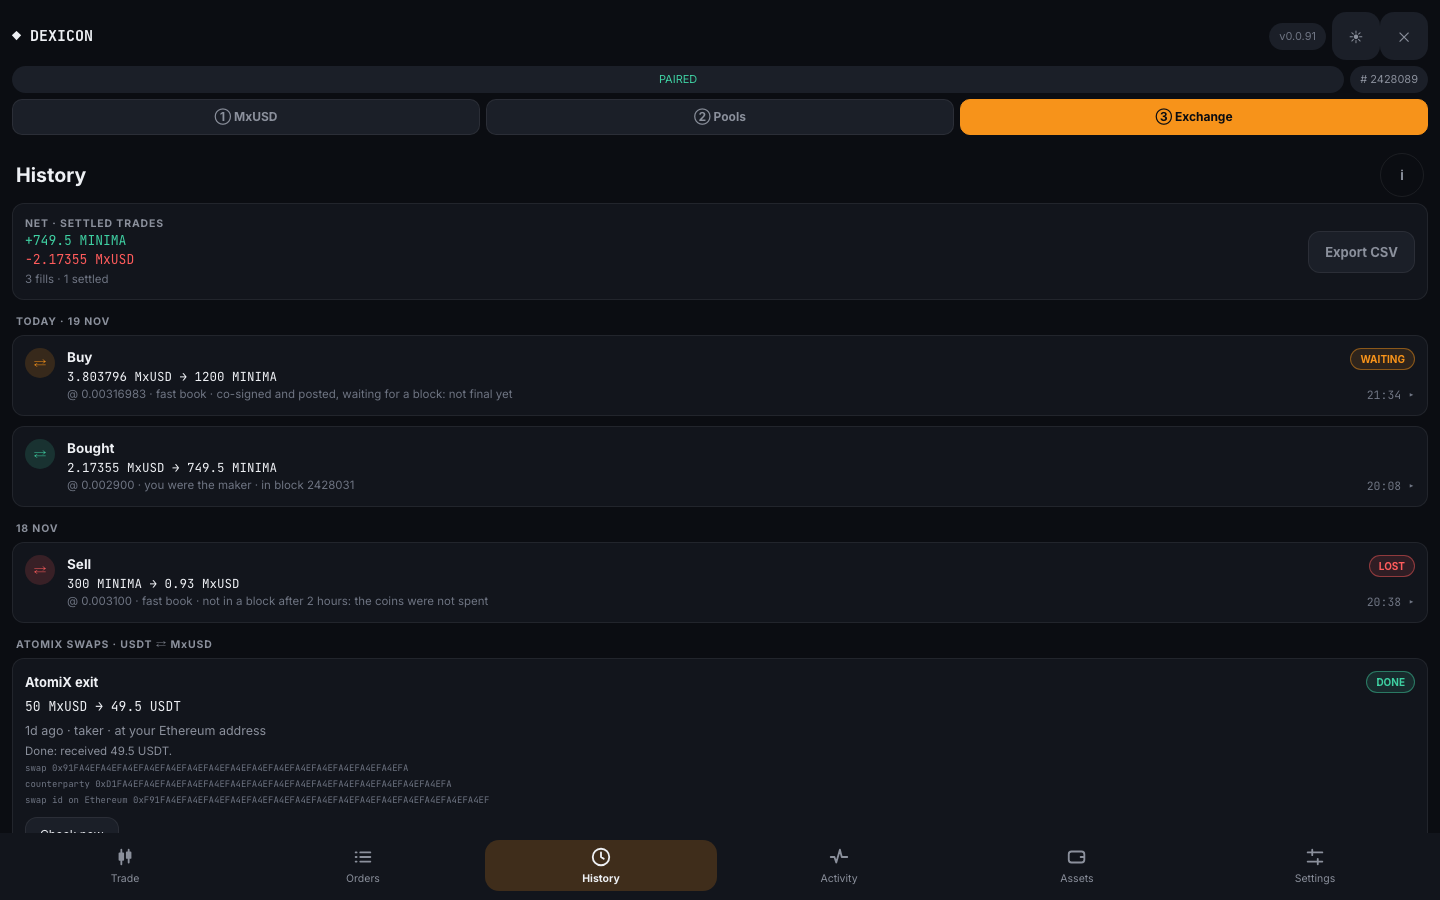 ◆ DEXICON
v0.0.91
PAIRED
# 2428089
① MxUSD
② Pools
③ Exchange
History
i
NET · SETTLED TRADES
+749.5 MINIMA
-2.17355 MxUSD
3 fills · 1 settled
Export CSV
TODAY · 19 NOV
Buy
WAITING
3.803796 MxUSD → 1200 MINIMA
@ 0.00316983 · fast book · co-signed and posted, waiting for a block: not final yet
21:34 ▸
Bought
2.17355 MxUSD → 749.5 MINIMA
@ 0.002900 · you were the maker · in block 2428031
20:08 ▸
18 NOV
Sell
LOST
300 MINIMA → 0.93 MxUSD
@ 0.003100 · fast book · not in a block after 2 hours: the coins were not spent
20:38 ▸
ATOMIX SWAPS · USDT ⇄ MxUSD
AtomiX exit
DONE
50 MxUSD → 49.5 USDT
1d ago · taker · at your Ethereum address
Done: received 49.5 USDT.
swap 0x91FA4EFA4EFA4EFA4EFA4EFA4EFA4EFA4EFA4EFA4EFA4EFA4EFA4EFA4EFA4EFA
counterparty 0xD1FA4EFA4EFA4EFA4EFA4EFA4EFA4EFA4EFA4EFA4EFA4EFA4EFA4EFA4EFA4EFA
swap id on Ethereum 0xF91FA4EFA4EFA4EFA4EFA4EFA4EFA4EFA4EFA4EFA4EFA4EFA4EFA4EFA4EFA4EF
Check now
Trade
Orders
History
Activity
Assets
Settings